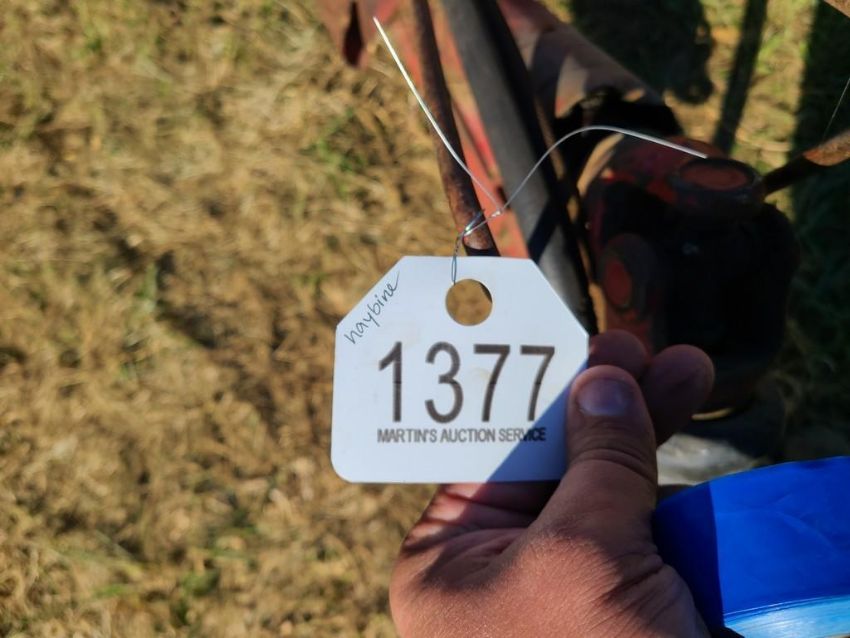 haybine
1377
MARTIN'S AUCTION SERVICE